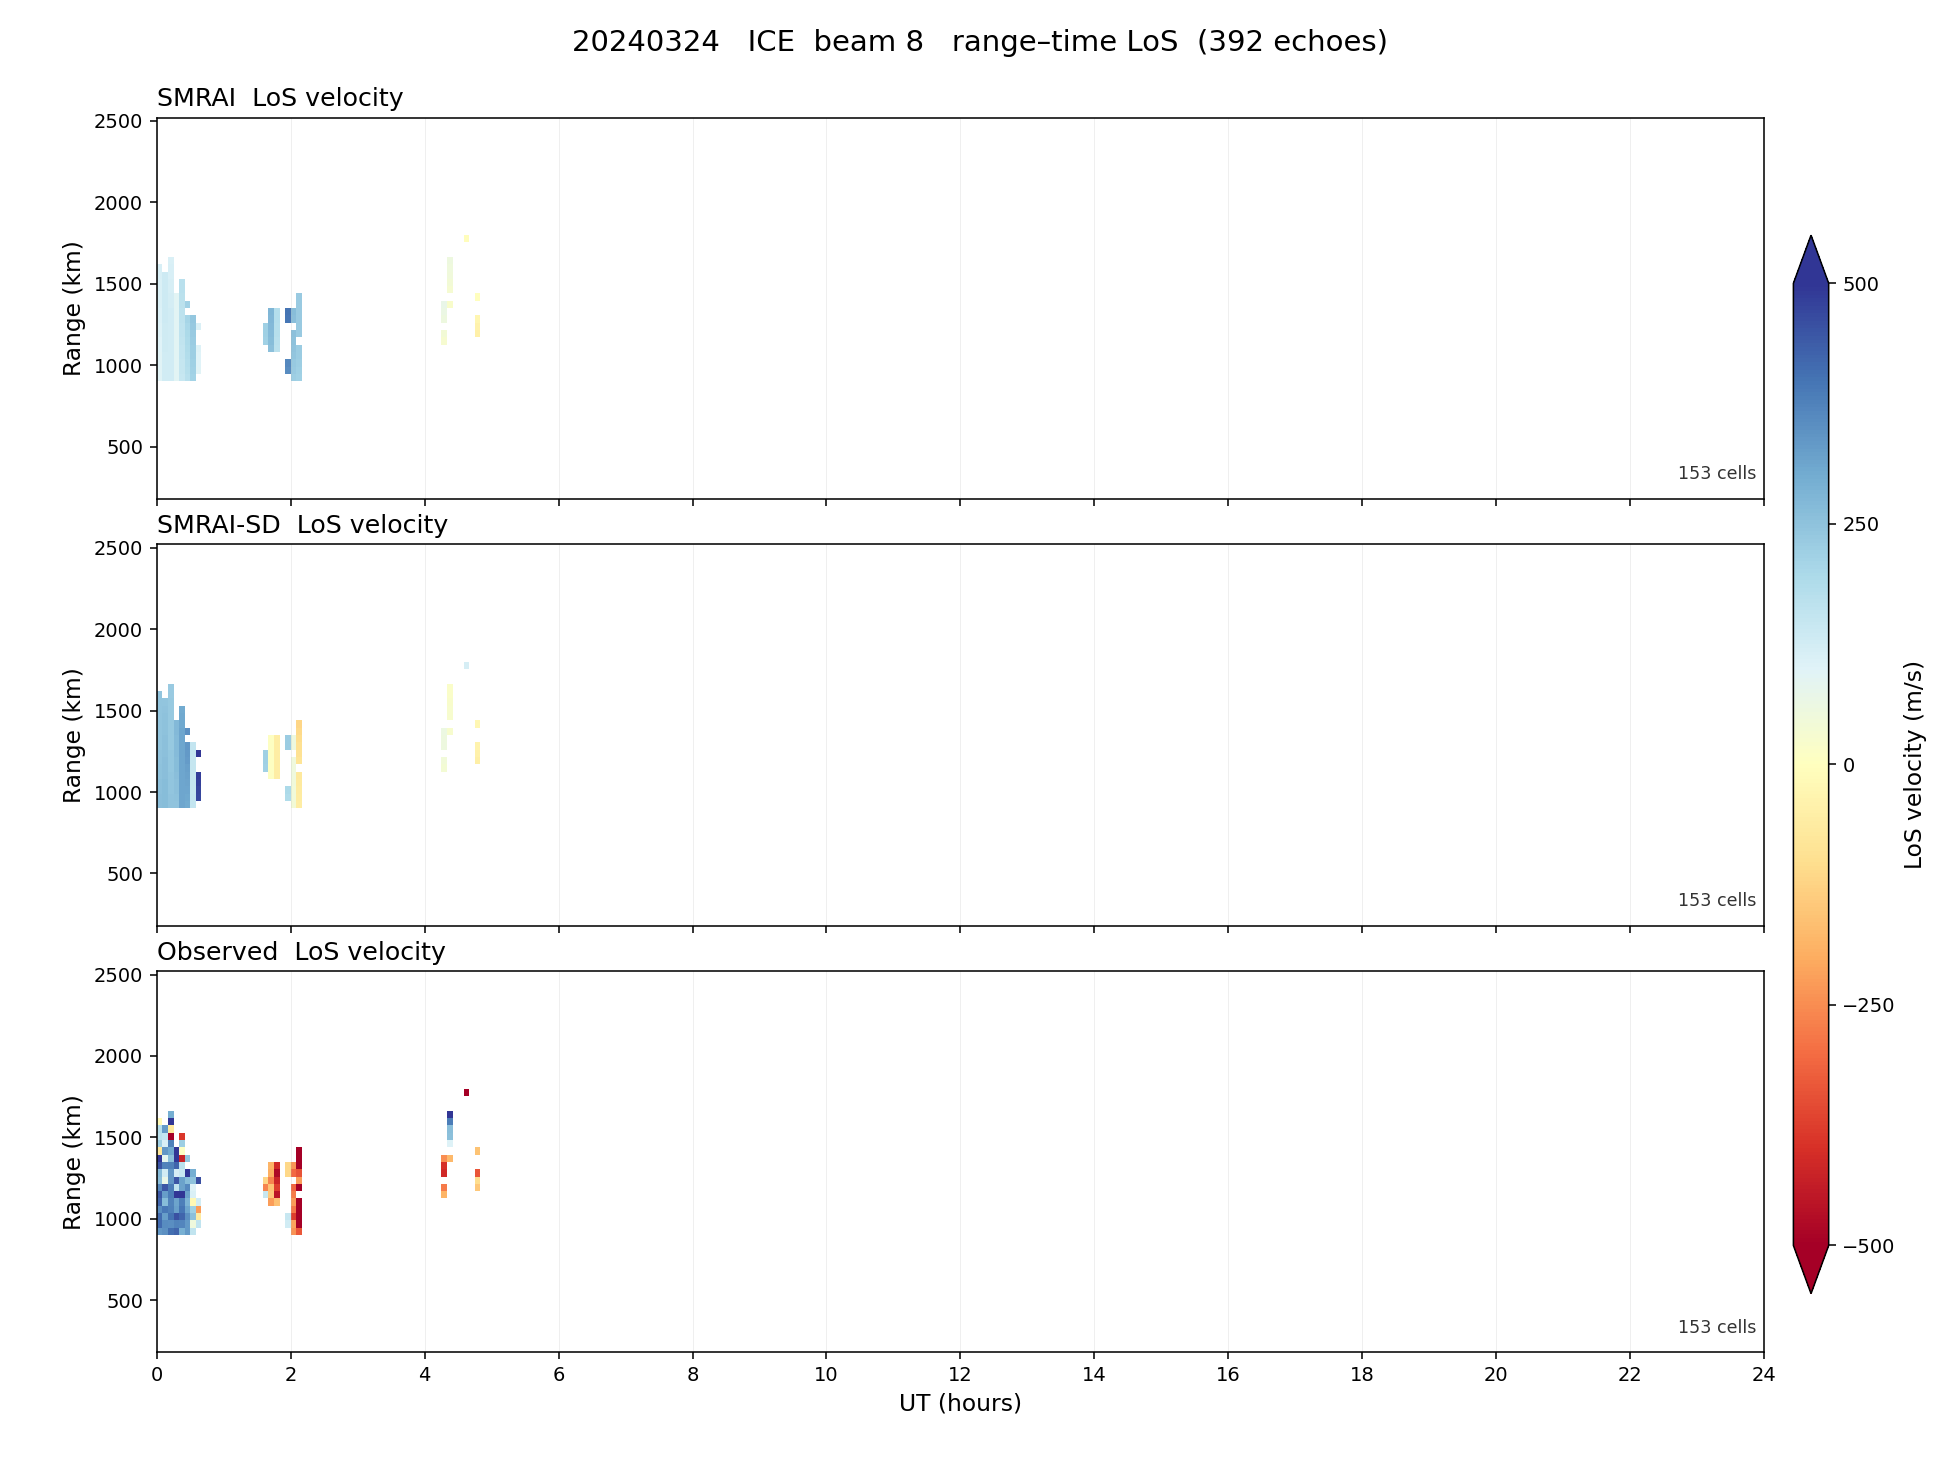 20240324   ICE  beam 8   range–time LoS  (392 echoes)
SMRAI  LoS velocity
2500
2000
1500
1000
500
Range (km)
153 cells
SMRAI-SD  LoS velocity
2500
2000
1500
1000
500
Range (km)
153 cells
Observed  LoS velocity
2500
2000
1500
1000
500
Range (km)
153 cells
0 2 4 6 8 10 12 14 16 18 20 22 24
UT (hours)
500
250
0
−250
−500
LoS velocity (m/s)